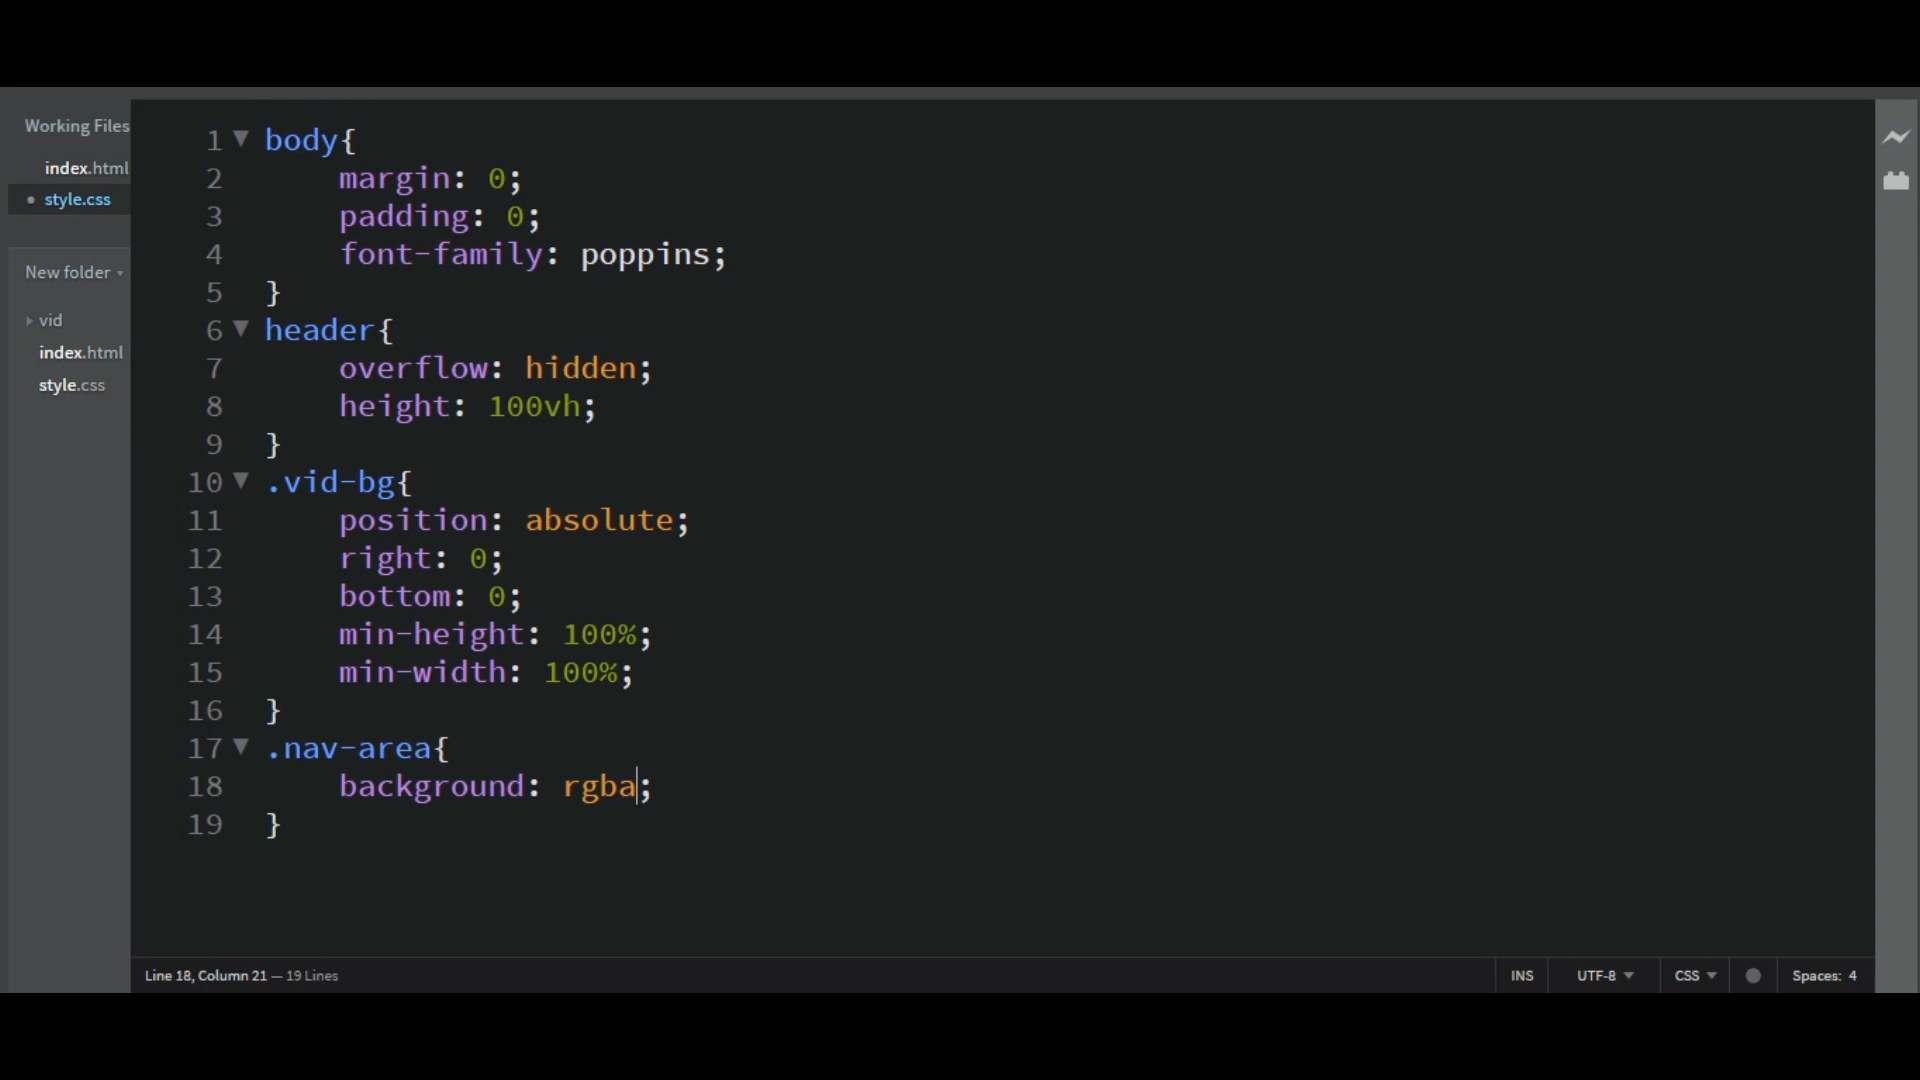 Working Files
index.html
style.css
New folder
vid
index.html
style.css
1 body{
2 margin: 0;
3 padding: 0;
4 font-family: poppins;
5 }
6 header{
7 overflow: hidden;
8 height: 100vh;
9 }
10 .vid-bg{
11 position: absolute;
12 right: 0;
13 bottom: 0;
14 min-height: 100%;
15 min-width: 100%;
16 }
17 .nav-area{
18 background: rgba;
19 }
Line 18, Column 21 — 19 Lines
INS UTF-8 CSS Spaces: 4